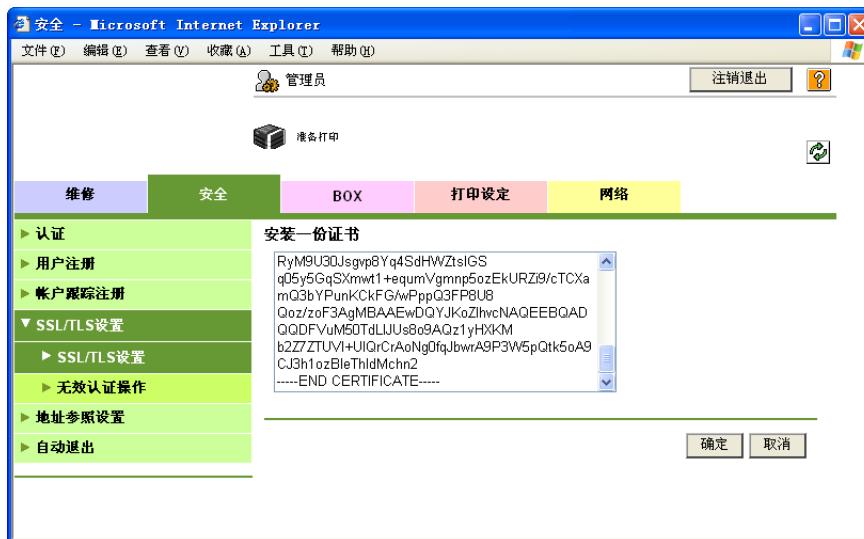 安全 - Microsoft Internet Explorer
文件(F) 编辑(E) 查看(V) 收藏(A) 工具(T) 帮助(H)
管理员
注销退出
?
准备打印
维修 安全 BOX 打印设定 网络
认证
用户注册
帐户跟踪注册
SSL/TLS设置
SSL/TLS设置
无效认证操作
地址参照设置
自动退出
安装一份证书
RyM9U30Jsgvp8Yq4SdHWZtsIGS
q05y5GqSXmwt1+equmVgmnp5ozEkURZi9/cTCXa
mQ3bYPunKCkFG/wPppQ3FP8U8
Qoz/zoF3AgMBAAEwDQYJKoZIhvcNAQEEBQAD
QQDFVuM50TdLIJUs8o9AQz1yHXKM
b2Z7ZTUVI+UIQrCrAoNg0fqJbwrA9P3W5pQtk5oA9
CJ3h1ozBIeThIdMchn2
-----END CERTIFICATE-----
确定 取消